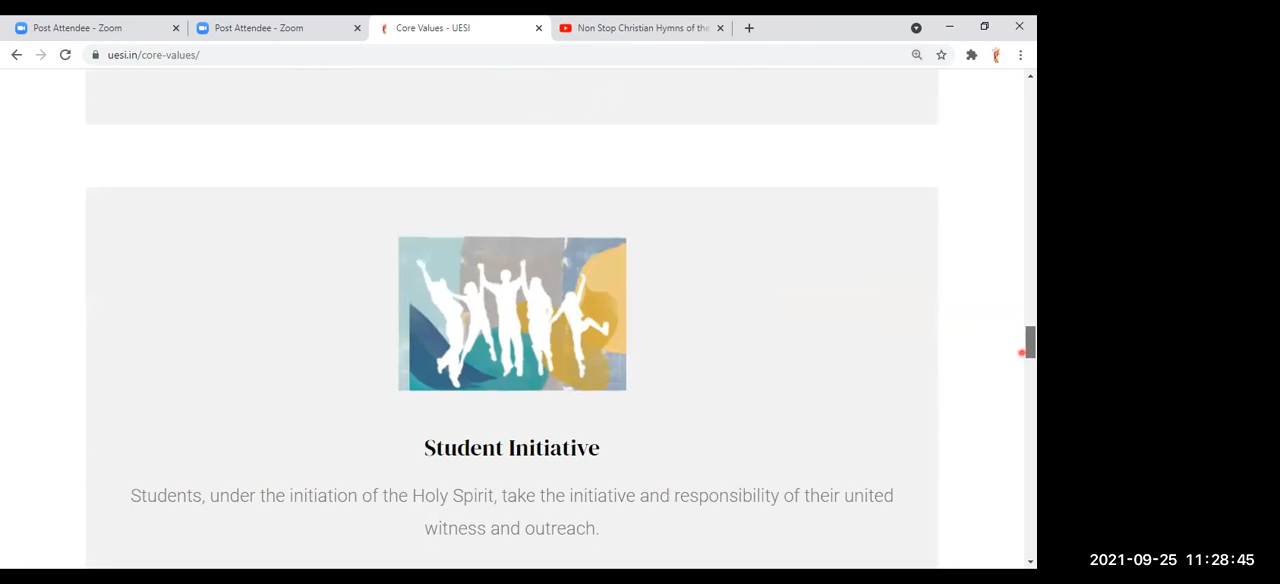 Post Attendee - Zoom
Post Attendee - Zoom
Core Values - UESI
Non Stop Christian Hymns of the
uesi.in/core-values/
Student Initiative
Students, under the initiation of the Holy Spirit, take the initiative and responsibility of their united
witness and outreach.
2021-09-25 11:28:45